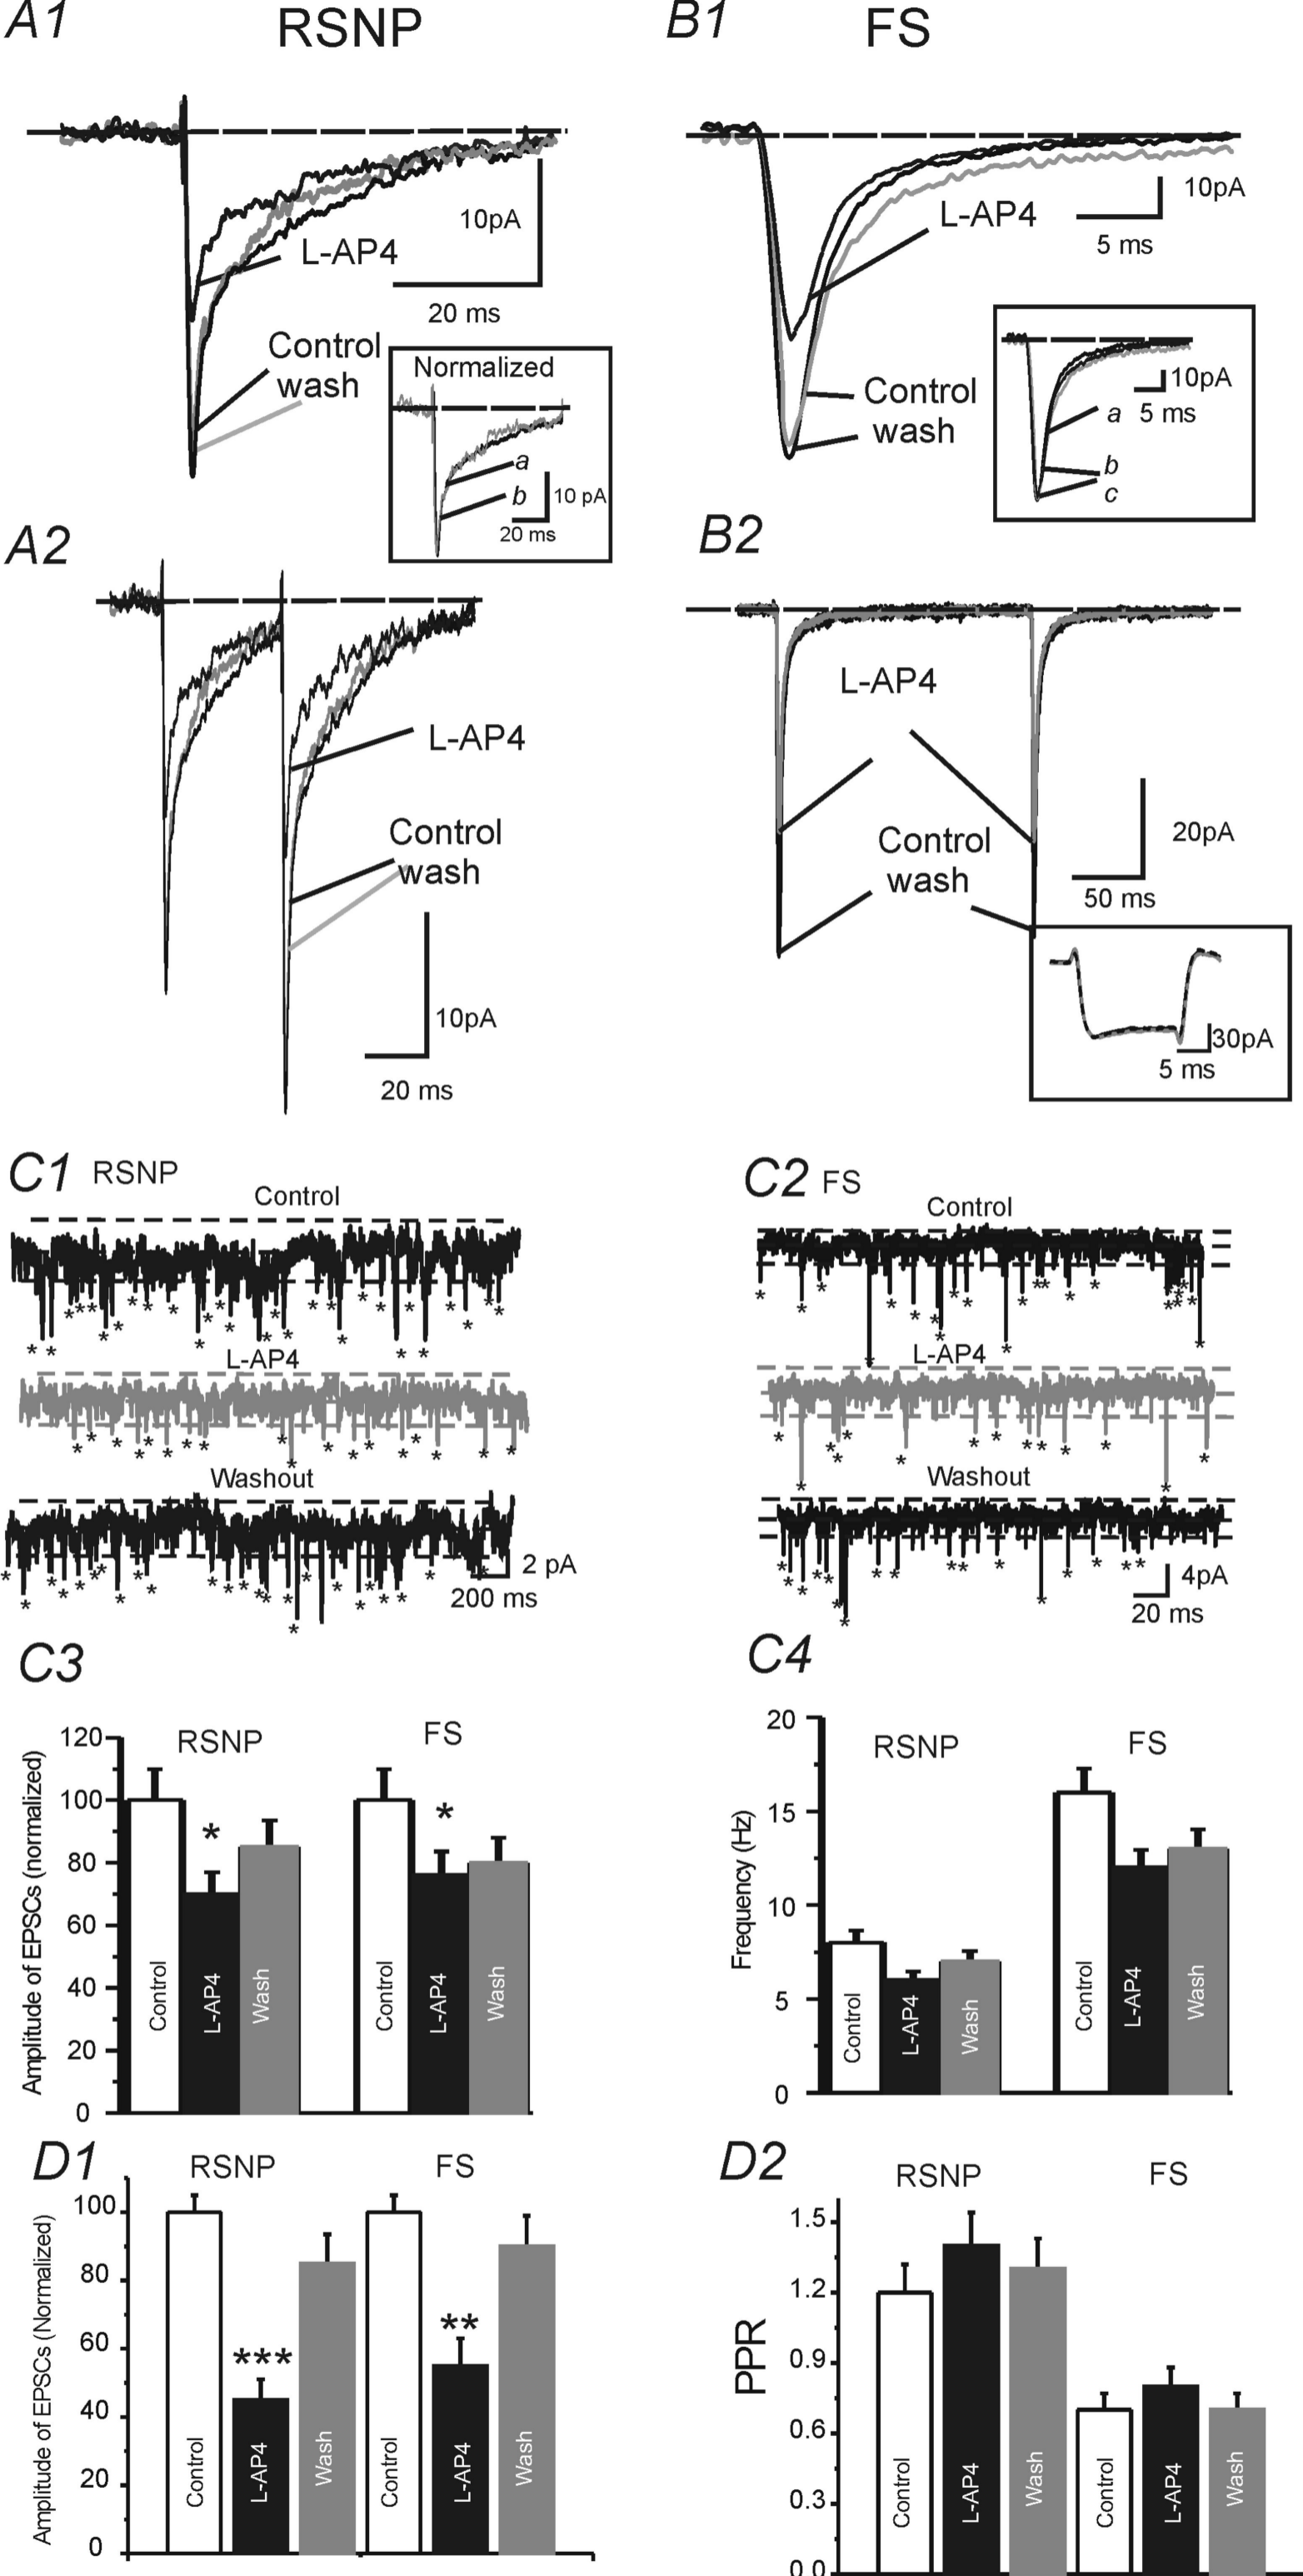 A1 RSNP
B1 FS
10pA
L-AP4
20 ms
Control
wash
Normalized
a
b
10 pA
20 ms
10pA
L-AP4
5 ms
Control
wash
10pA
a 5 ms
b
c
A2
L-AP4
Control
wash
10pA
20 ms
B2
L-AP4
Control
wash
20pA
50 ms
30pA
5 ms
C1 RSNP
Control
L-AP4
Washout
2 pA
200 ms
C2 FS
Control
L-AP4
Washout
4pA
20 ms
C3
RSNP
FS
Amplitude of EPSCs (normalized)
120
100
80
60
40
20
0
*
*
Control
L-AP4
Wash
Control
L-AP4
Wash
C4
RSNP
FS
Frequency (Hz)
20
15
10
5
0
Control
L-AP4
Wash
Control
L-AP4
Wash
D1
RSNP
FS
Amplitude of EPSCs (Normalized)
100
80
60
40
20
0
***
**
Control
L-AP4
Wash
Control
L-AP4
Wash
D2
RSNP
FS
PPR
1.5
1.2
0.9
0.6
0.3
0.0
Control
L-AP4
Wash
Control
L-AP4
Wash